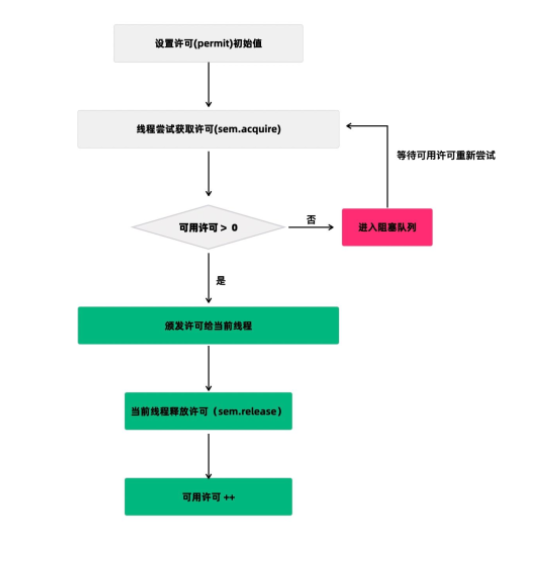 设置许可(permit)初始值
线程尝试获取许可(sem.acquire)
等待可用许可重新尝试
可用许可 > 0
否
进入阻塞队列
是
颁发许可给当前线程
当前线程释放许可（sem.release）
可用许可 ++